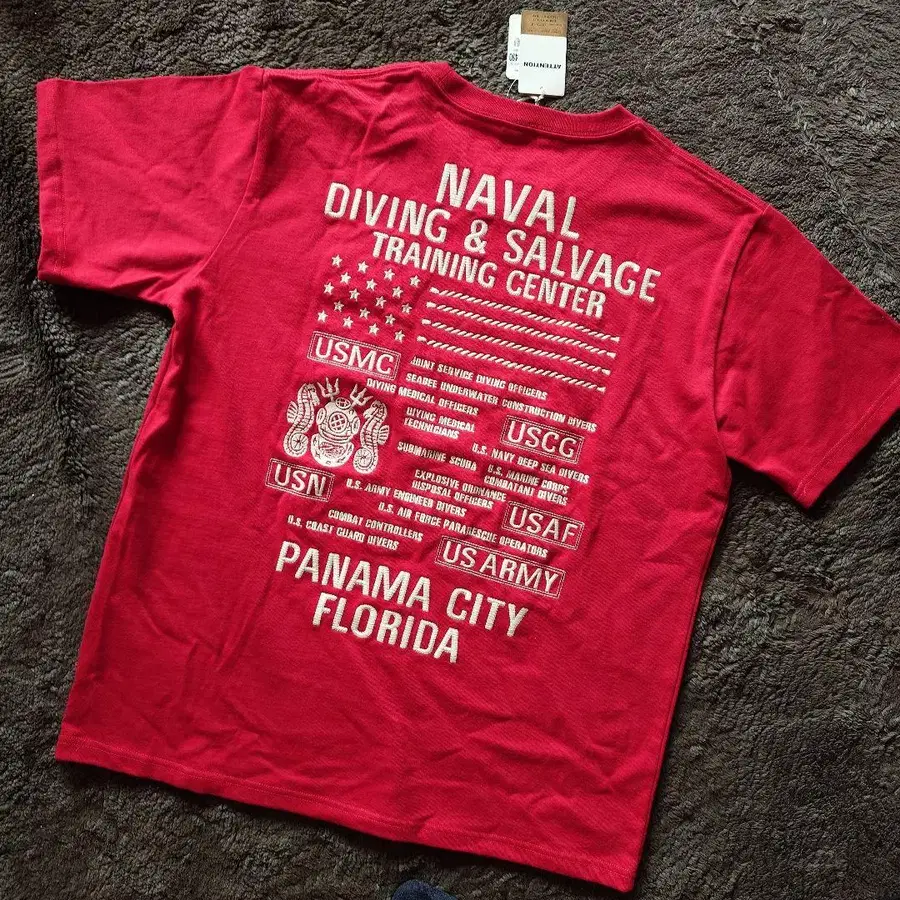 ATTENTION
NAVAL
DIVING & SALVAGE
TRAINING CENTER
USMC
JOINT SERVICE DIVING OFFICERS
SEABEE UNDERWATER CONSTRUCTION DIVERS
DIVING MEDICAL OFFICERS
DIVING MEDICAL
TECHNICIANS
USCG
U.S. NAVY DEEP SEA DIVERS
SUBMARINE SCUBA
U.S. MARINE CORPS
COMBATANT DIVERS
USN
EXPLOSIVE ORDNANCE
DISPOSAL OFFICERS
U.S. ARMY ENGINEER DIVERS
USAF
U.S. AIR FORCE PARARESCUE OPERATORS
COMBAT CONTROLLERS
U.S. COAST GUARD DIVERS
US ARMY
PANAMA CITY
FLORIDA